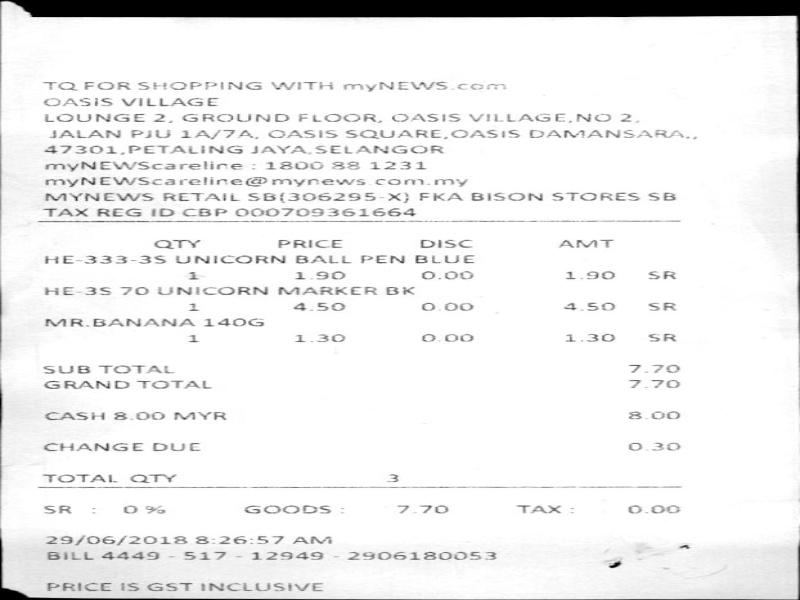 TQ FOR SHOPPING WITH myNEWS.com
OASIS VILLAGE
LOUNGE 2, GROUND FLOOR, OASIS VILLAGE,NO 2,
JALAN PJU 1A/7A, OASIS SQUARE,OASIS DAMANSARA.,
47301,PETALING JAYA,SELANGOR
myNEWScareline : 1800 88 1231
myNEWScareline@mynews.com.my
MYNEWS RETAIL SB(306295-X) FKA BISON STORES SB
TAX REG ID CBP 000709361664
QTY PRICE DISC AMT
HE-333-3S UNICORN BALL PEN BLUE
1 1.90 0.00 1.90 SR
HE-3S 70 UNICORN MARKER BK
1 4.50 0.00 4.50 SR
MR.BANANA 140G
1 1.30 0.00 1.30 SR
SUB TOTAL 7.70
GRAND TOTAL 7.70
CASH 8.00 MYR 8.00
CHANGE DUE 0.30
TOTAL QTY 3
SR : 0 % GOODS : 7.70 TAX : 0.00
29/06/2018 8:26:57 AM
BILL 4449 - 517 - 12949 - 2906180053
PRICE IS GST INCLUSIVE